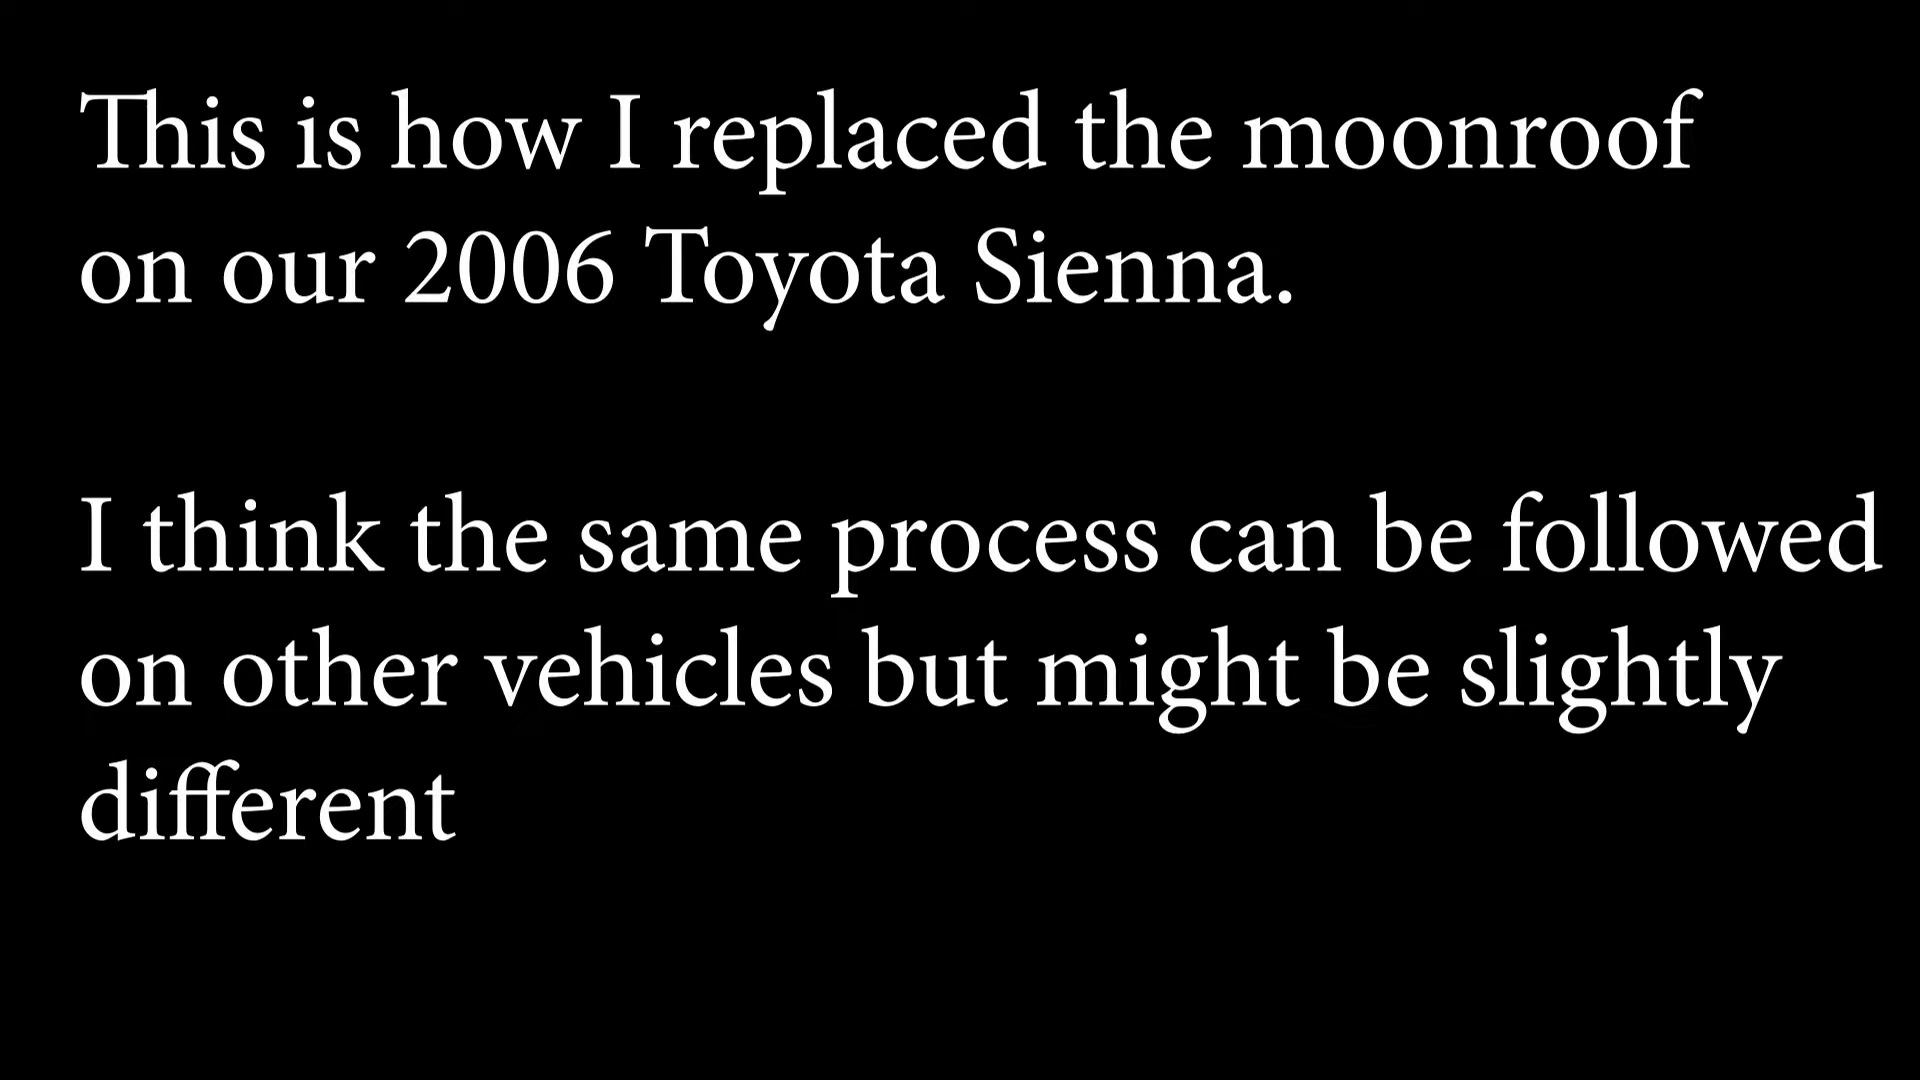 This is how I replaced the moonroof
on our 2006 Toyota Sienna.
I think the same process can be followed
on other vehicles but might be slightly
different